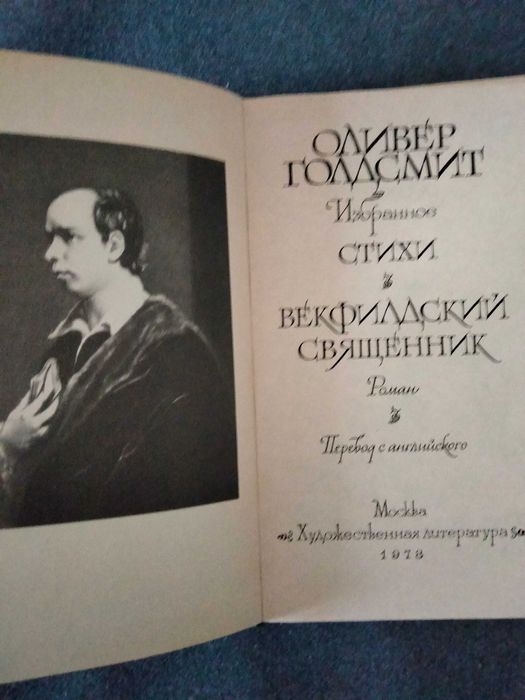 ОЛИВЕР
ГОЛДСМИТ
Избранное
СТИХИ
ВЕКФИЛДСКИЙ
СВЯЩЕННИК
Роман
Перевод с английского
Москва
«Художественная литература»
1978